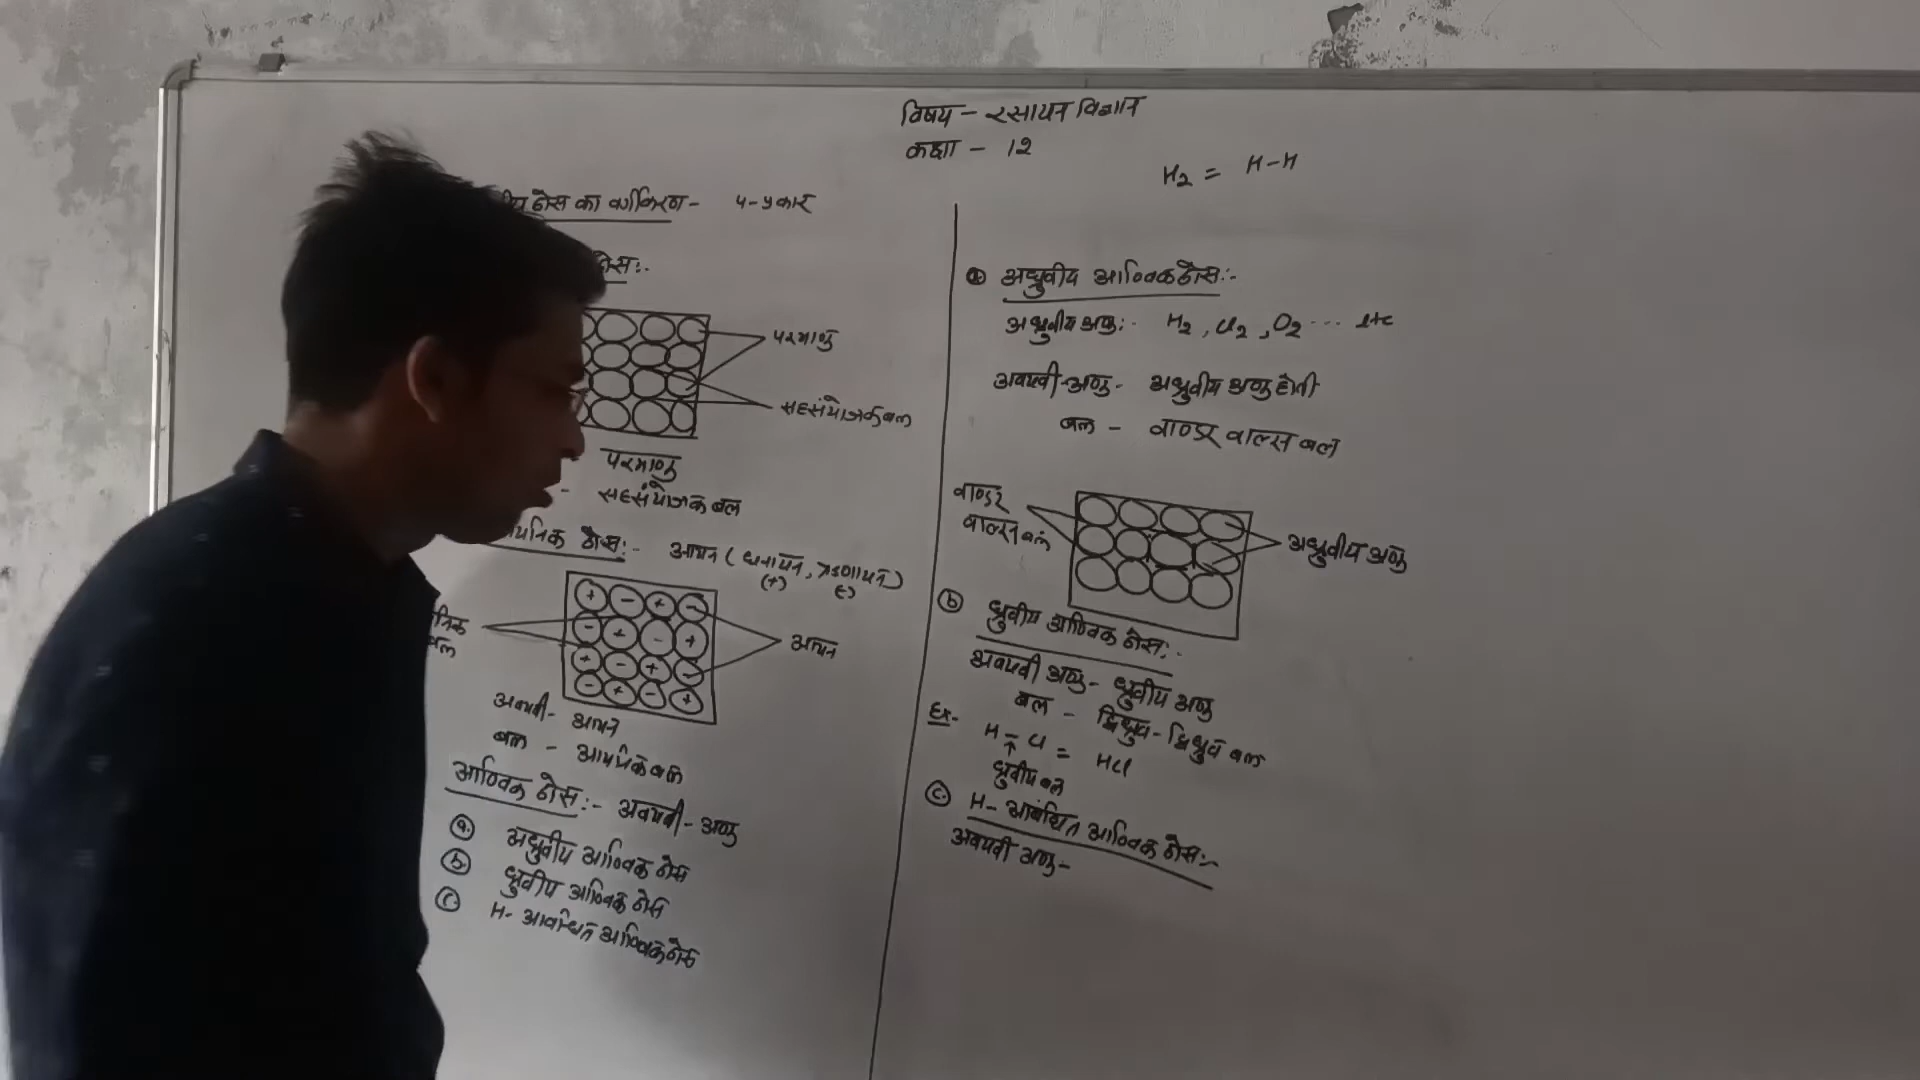 विषय - रसायन विज्ञान
कक्षा - 12
H2 = H-H
ठोस का वर्गीकरण - 4-प्रकार
ठोस:-
परमाणु
सहसंयोजक बल
परमाणु
- सहसंयोजक बल
ठोस:- आयन (धनायन, ऋणायन)
(+) (-)
+ - + -
- + - +
+ - + -
- + - +
बल
आयन
अवयवी - आयन
बल - आयनिक बल
आण्विक ठोस:- अवयवी - अणु
(a.) अध्रुवीय आण्विक ठोस
(b.) ध्रुवीय आण्विक ठोस
(c.) H- आबन्धित आण्विक ठोस
(a) अध्रुवीय आण्विक ठोस:-
अध्रुवीय अणु:- H2, Cl2, O2 ... etc
अवयवी-अणु - अध्रुवीय अणु होती
बल - वाण्डर वाल्स बल
वाण्डर
वाल्स बल
अध्रुवीय अणु
(b) ध्रुवीय आण्विक ठोस:-
अवयवी अणु - ध्रुवीय अणु
बल - द्विध्रुव-द्विध्रुव बल
Ex- H - Cl = HCl
↑
ध्रुवीय बल
(c.) H- आबंधित आण्विक ठोस:-
अवयवी अणु -